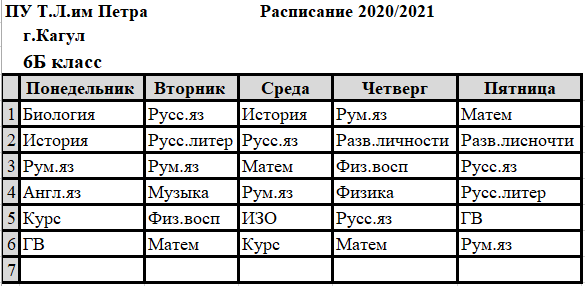 ПУ Т.Л.им Петра Расписание 2020/2021
г.Кагул
6Б класс
Понедельник Вторник Среда Четверг Пятница
1 Биология Русс.яз История Рум.яз Матем
2 История Русс.литер Русс.яз Разв.личности Разв.лисночти
3 Рум.яз Рум.яз Матем Физ.восп Русс.яз
4 Англ.яз Музыка Рум.яз Физика Русс.литер
5 Курс Физ.восп ИЗО Русс.яз ГВ
6 ГВ Матем Курс Матем Рум.яз
7